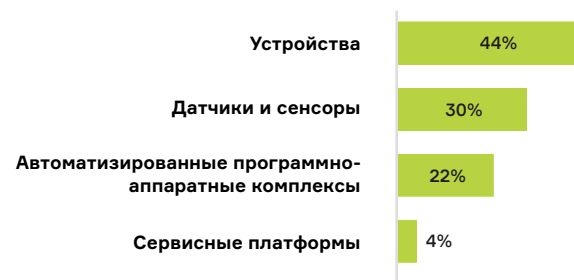 Устройства
44%
Датчики и сенсоры
30%
Автоматизированные программно-
аппаратные комплексы
22%
Сервисные платформы
4%